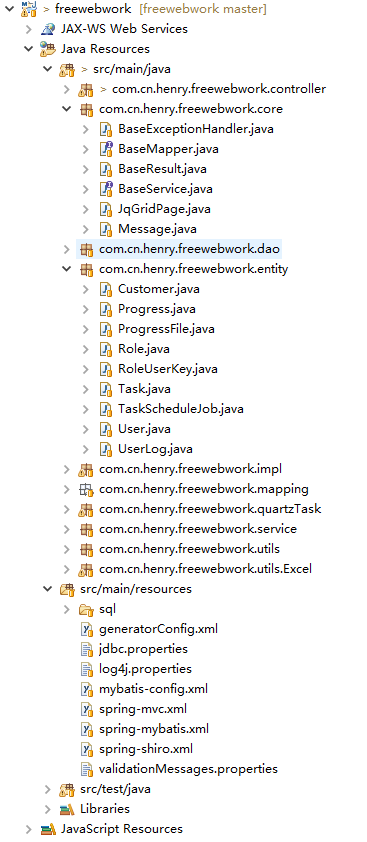 > freewebwork [freewebwork master]
JAX-WS Web Services
Java Resources
> src/main/java
> com.cn.henry.freewebwork.controller
com.cn.henry.freewebwork.core
BaseExceptionHandler.java
BaseMapper.java
BaseResult.java
BaseService.java
JqGridPage.java
Message.java
com.cn.henry.freewebwork.dao
com.cn.henry.freewebwork.entity
Customer.java
Progress.java
ProgressFile.java
Role.java
RoleUserKey.java
Task.java
TaskScheduleJob.java
User.java
UserLog.java
com.cn.henry.freewebwork.impl
com.cn.henry.freewebwork.mapping
com.cn.henry.freewebwork.quartzTask
com.cn.henry.freewebwork.service
com.cn.henry.freewebwork.utils
com.cn.henry.freewebwork.utils.Excel
src/main/resources
sql
generatorConfig.xml
jdbc.properties
log4j.properties
mybatis-config.xml
spring-mvc.xml
spring-mybatis.xml
spring-shiro.xml
validationMessages.properties
src/test/java
Libraries
JavaScript Resources